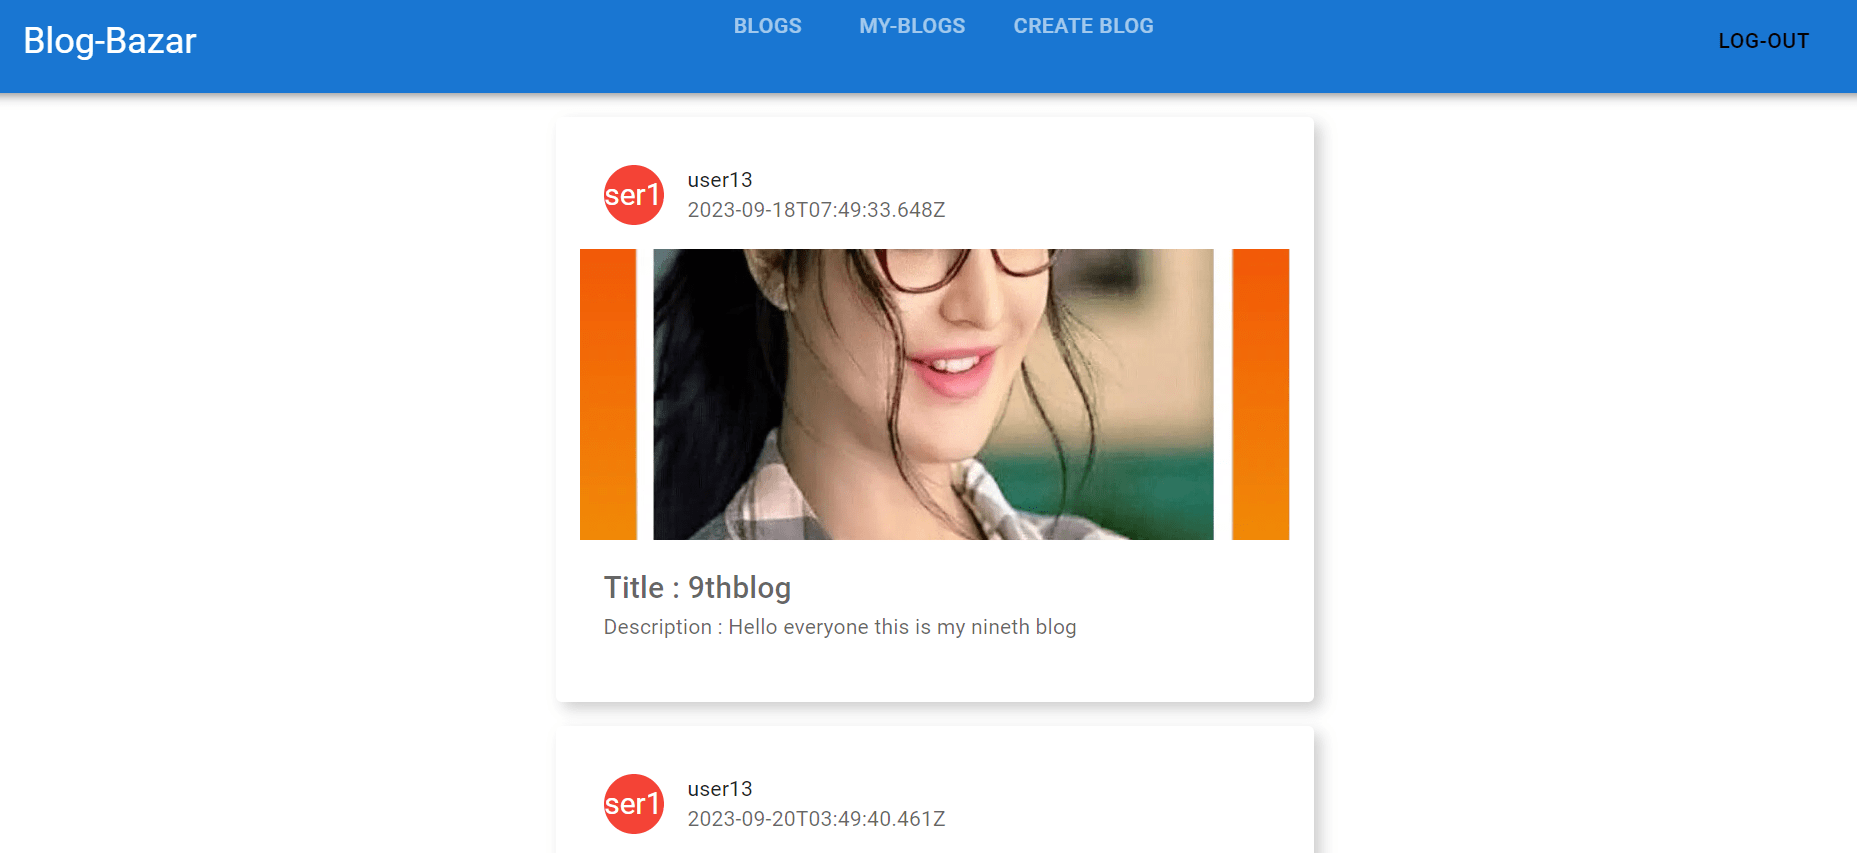 Blog-Bazar
BLOGS MY-BLOGS CREATE BLOG
LOG-OUT
ser1
user13
2023-09-18T07:49:33.648Z
Title : 9thblog
Description : Hello everyone this is my nineth blog
ser1
user13
2023-09-20T03:49:40.461Z